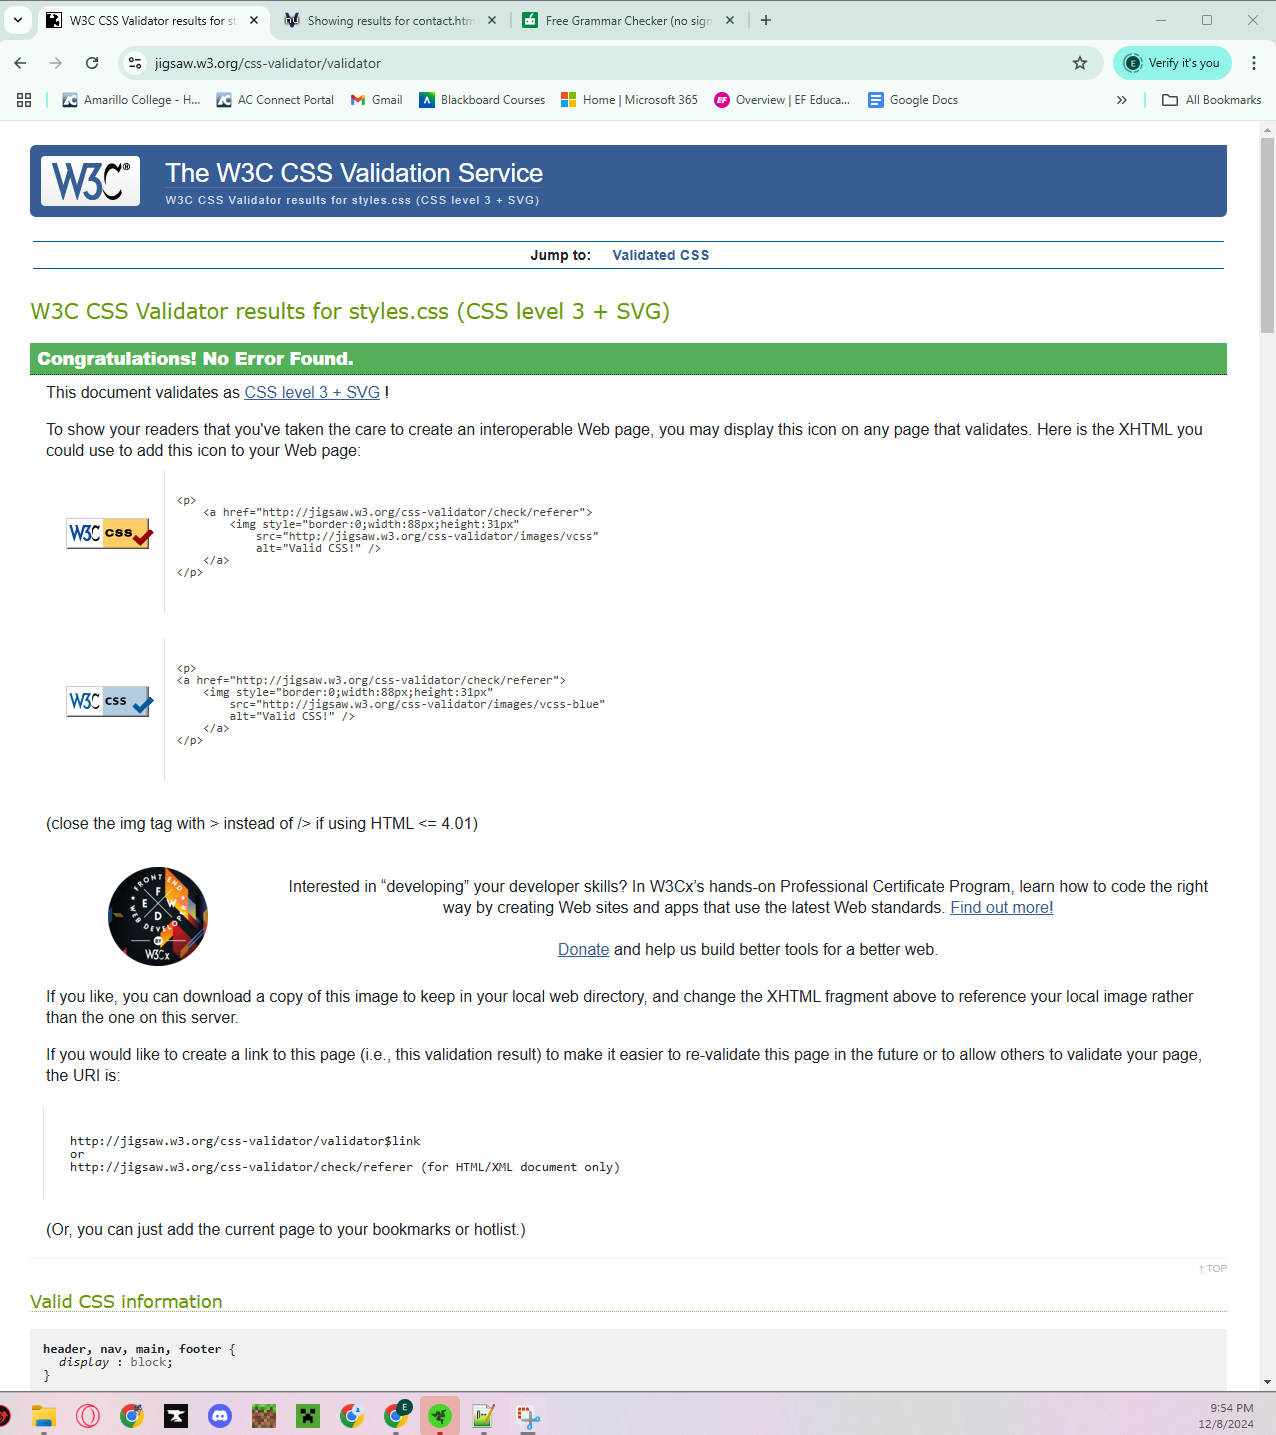 W3C CSS Validator results for st
Showing results for contact.htm
Free Grammar Checker (no sign
jigsaw.w3.org/css-validator/validator
E
Verify it's you
Amarillo College - H...
AC Connect Portal
Gmail
Blackboard Courses
Home | Microsoft 365
EF
Overview | EF Educa...
Google Docs
»
All Bookmarks
W3C®
The W3C CSS Validation Service
W3C CSS Validator results for styles.css (CSS level 3 + SVG)
Jump to: Validated CSS
W3C CSS Validator results for styles.css (CSS level 3 + SVG)
Congratulations! No Error Found.
This document validates as CSS level 3 + SVG !
To show your readers that you've taken the care to create an interoperable Web page, you may display this icon on any page that validates. Here is the XHTML you
could use to add this icon to your Web page:
W3C css
<p>
<a href="http://jigsaw.w3.org/css-validator/check/referer">
<img style="border:0;width:88px;height:31px"
src="http://jigsaw.w3.org/css-validator/images/vcss"
alt="Valid CSS!" />
</a>
</p>
W3C css
<p>
<a href="http://jigsaw.w3.org/css-validator/check/referer">
<img style="border:0;width:88px;height:31px"
src="http://jigsaw.w3.org/css-validator/images/vcss-blue"
alt="Valid CSS!" />
</a>
</p>
(close the img tag with > instead of /> if using HTML <= 4.01)
FRONT END
WEB DEVELOPER
F
E W
D
BY
W3Cx
Interested in “developing” your developer skills? In W3Cx’s hands-on Professional Certificate Program, learn how to code the right
way by creating Web sites and apps that use the latest Web standards. Find out more!
Donate and help us build better tools for a better web.
If you like, you can download a copy of this image to keep in your local web directory, and change the XHTML fragment above to reference your local image rather
than the one on this server.
If you would like to create a link to this page (i.e., this validation result) to make it easier to re-validate this page in the future or to allow others to validate your page,
the URI is:
http://jigsaw.w3.org/css-validator/validator$link
or
http://jigsaw.w3.org/css-validator/check/referer (for HTML/XML document only)
(Or, you can just add the current page to your bookmarks or hotlist.)
↑ TOP
Valid CSS information
header, nav, main, footer {
display : block;
}
E
9:54 PM
12/8/2024